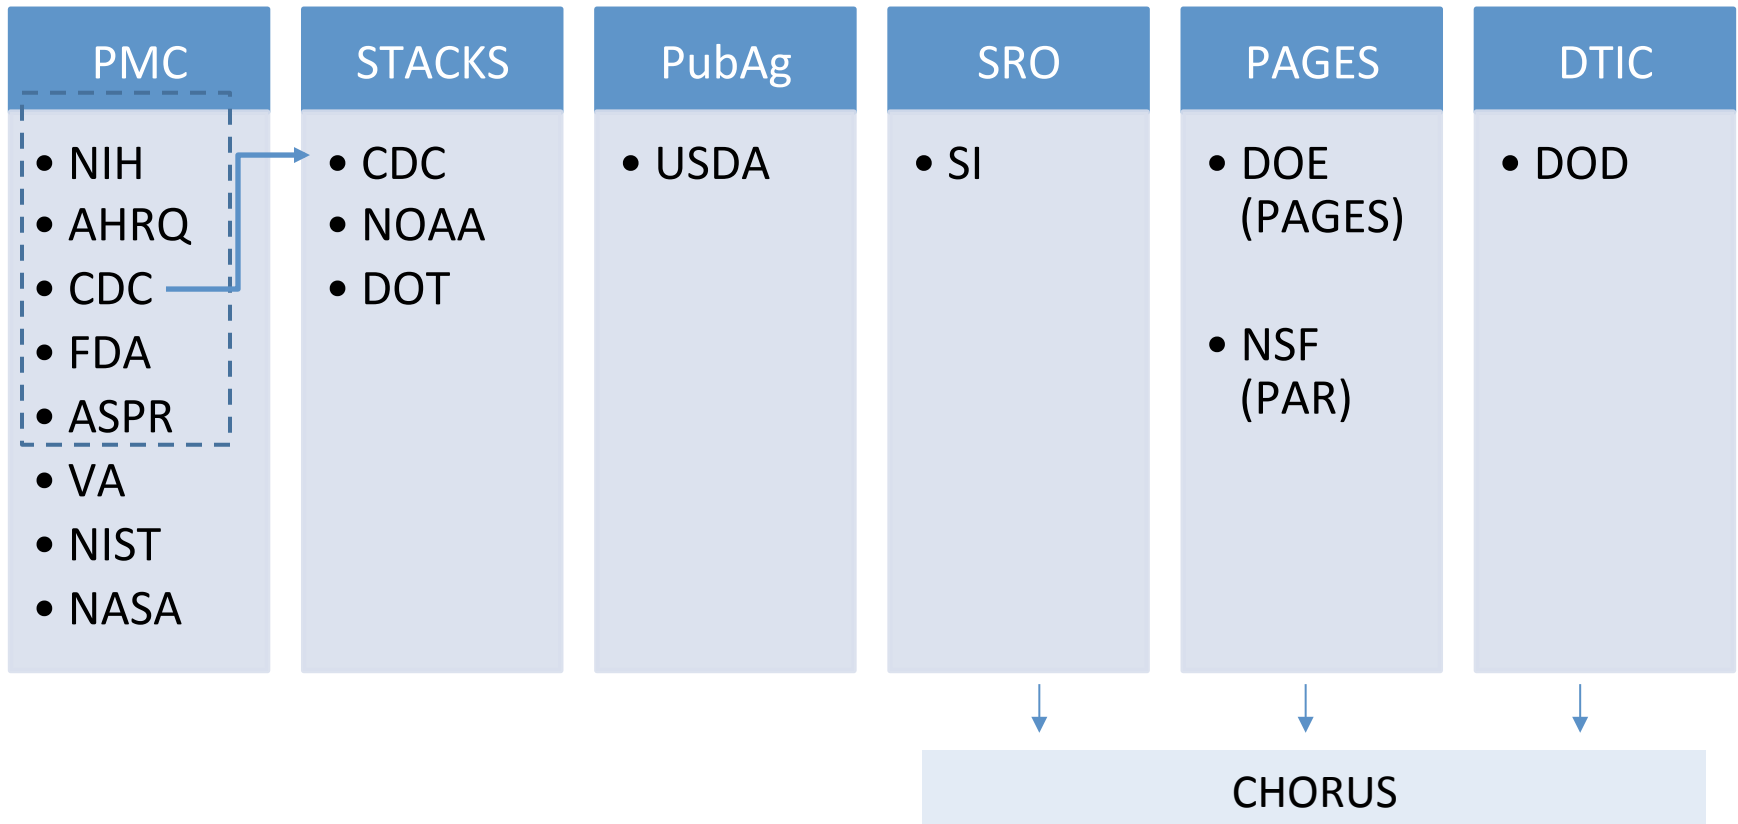 PMC
• NIH
• AHRQ
• CDC
• FDA
• ASPR
• VA
• NIST
• NASA
STACKS
• CDC
• NOAA
• DOT
PubAg
• USDA
SRO
• SI
PAGES
• DOE
(PAGES)
• NSF
(PAR)
DTIC
• DOD
CHORUS